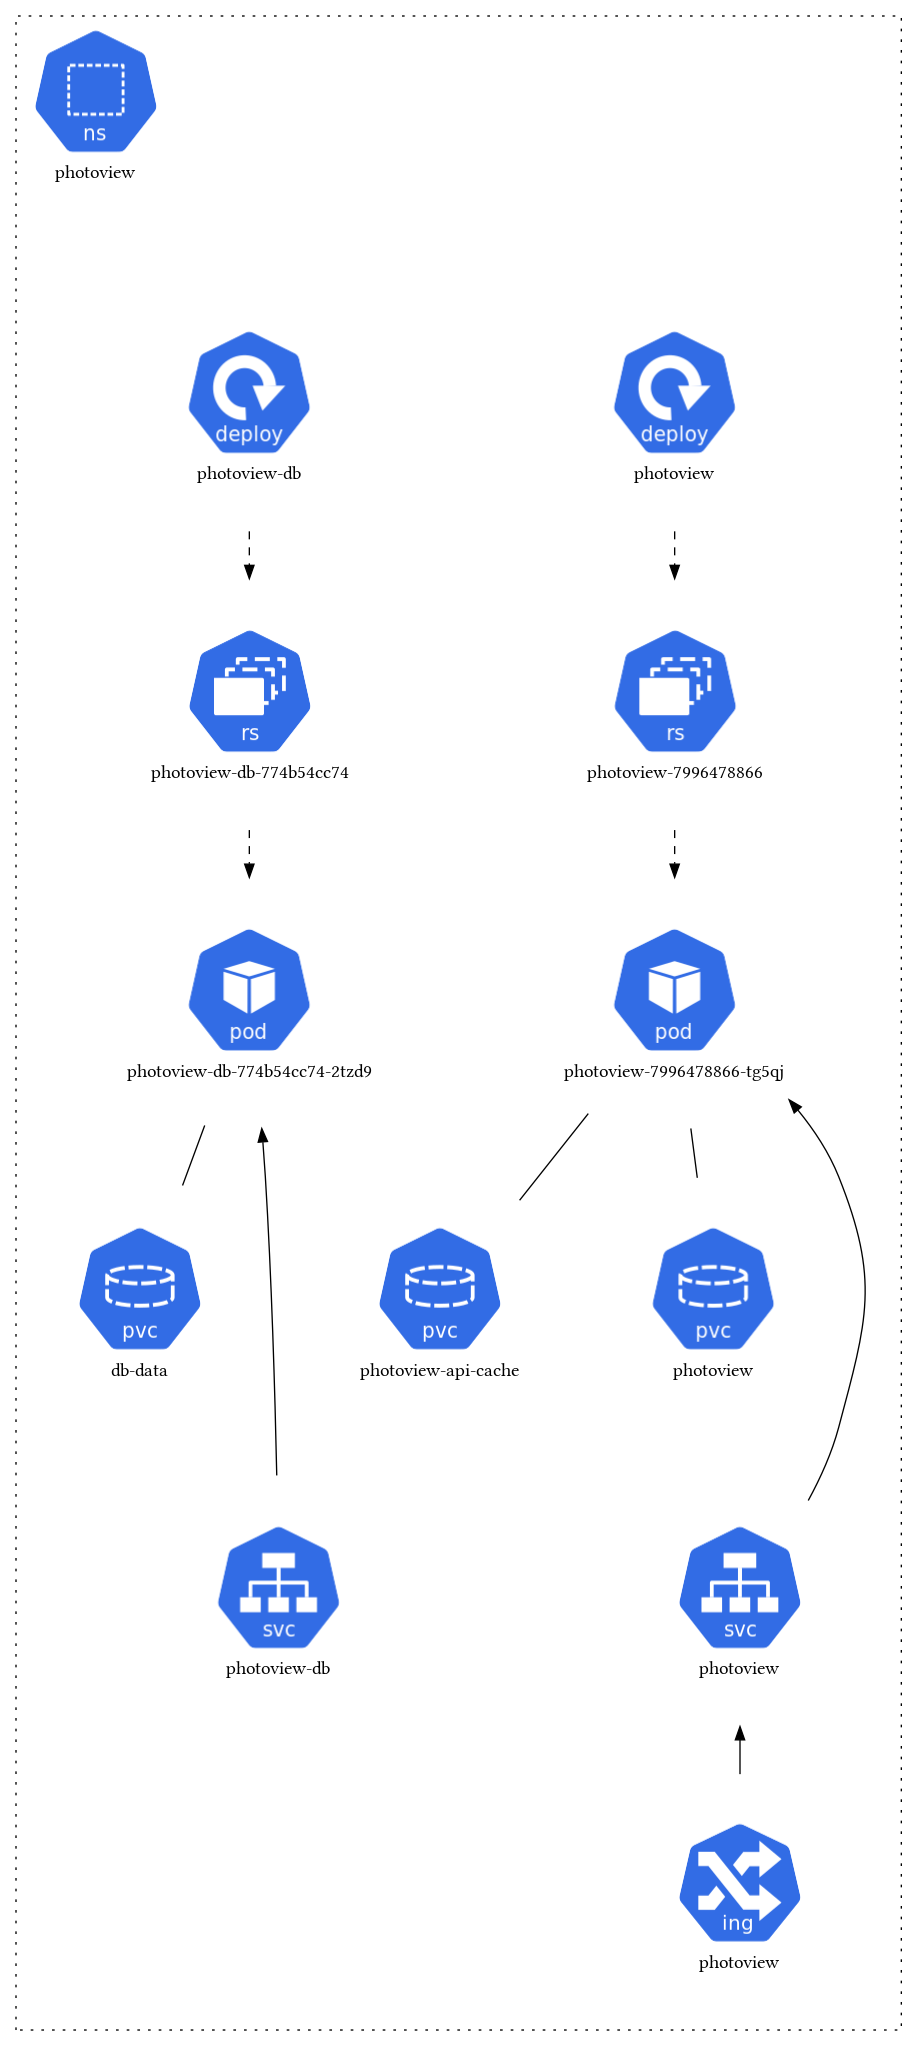 ns
photoview
deploy
photoview-db
deploy
photoview
rs
photoview-db-774b54cc74
rs
photoview-7996478866
pod
photoview-db-774b54cc74-2tzd9
pod
photoview-7996478866-tg5qj
pvc
db-data
pvc
photoview-api-cache
pvc
photoview
svc
photoview-db
svc
photoview
ing
photoview